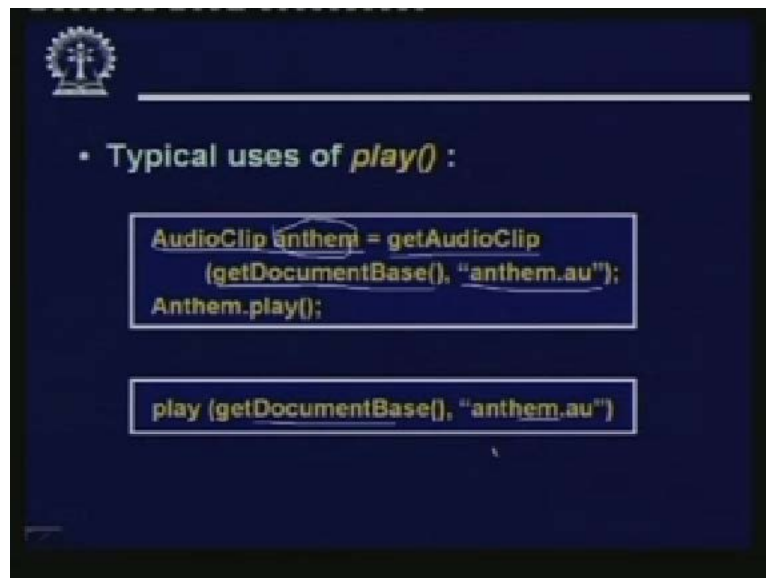 • Typical uses of play() :
AudioClip anthem = getAudioClip
(getDocumentBase(), “anthem.au”);
Anthem.play();
play (getDocumentBase(), “anthem.au”)